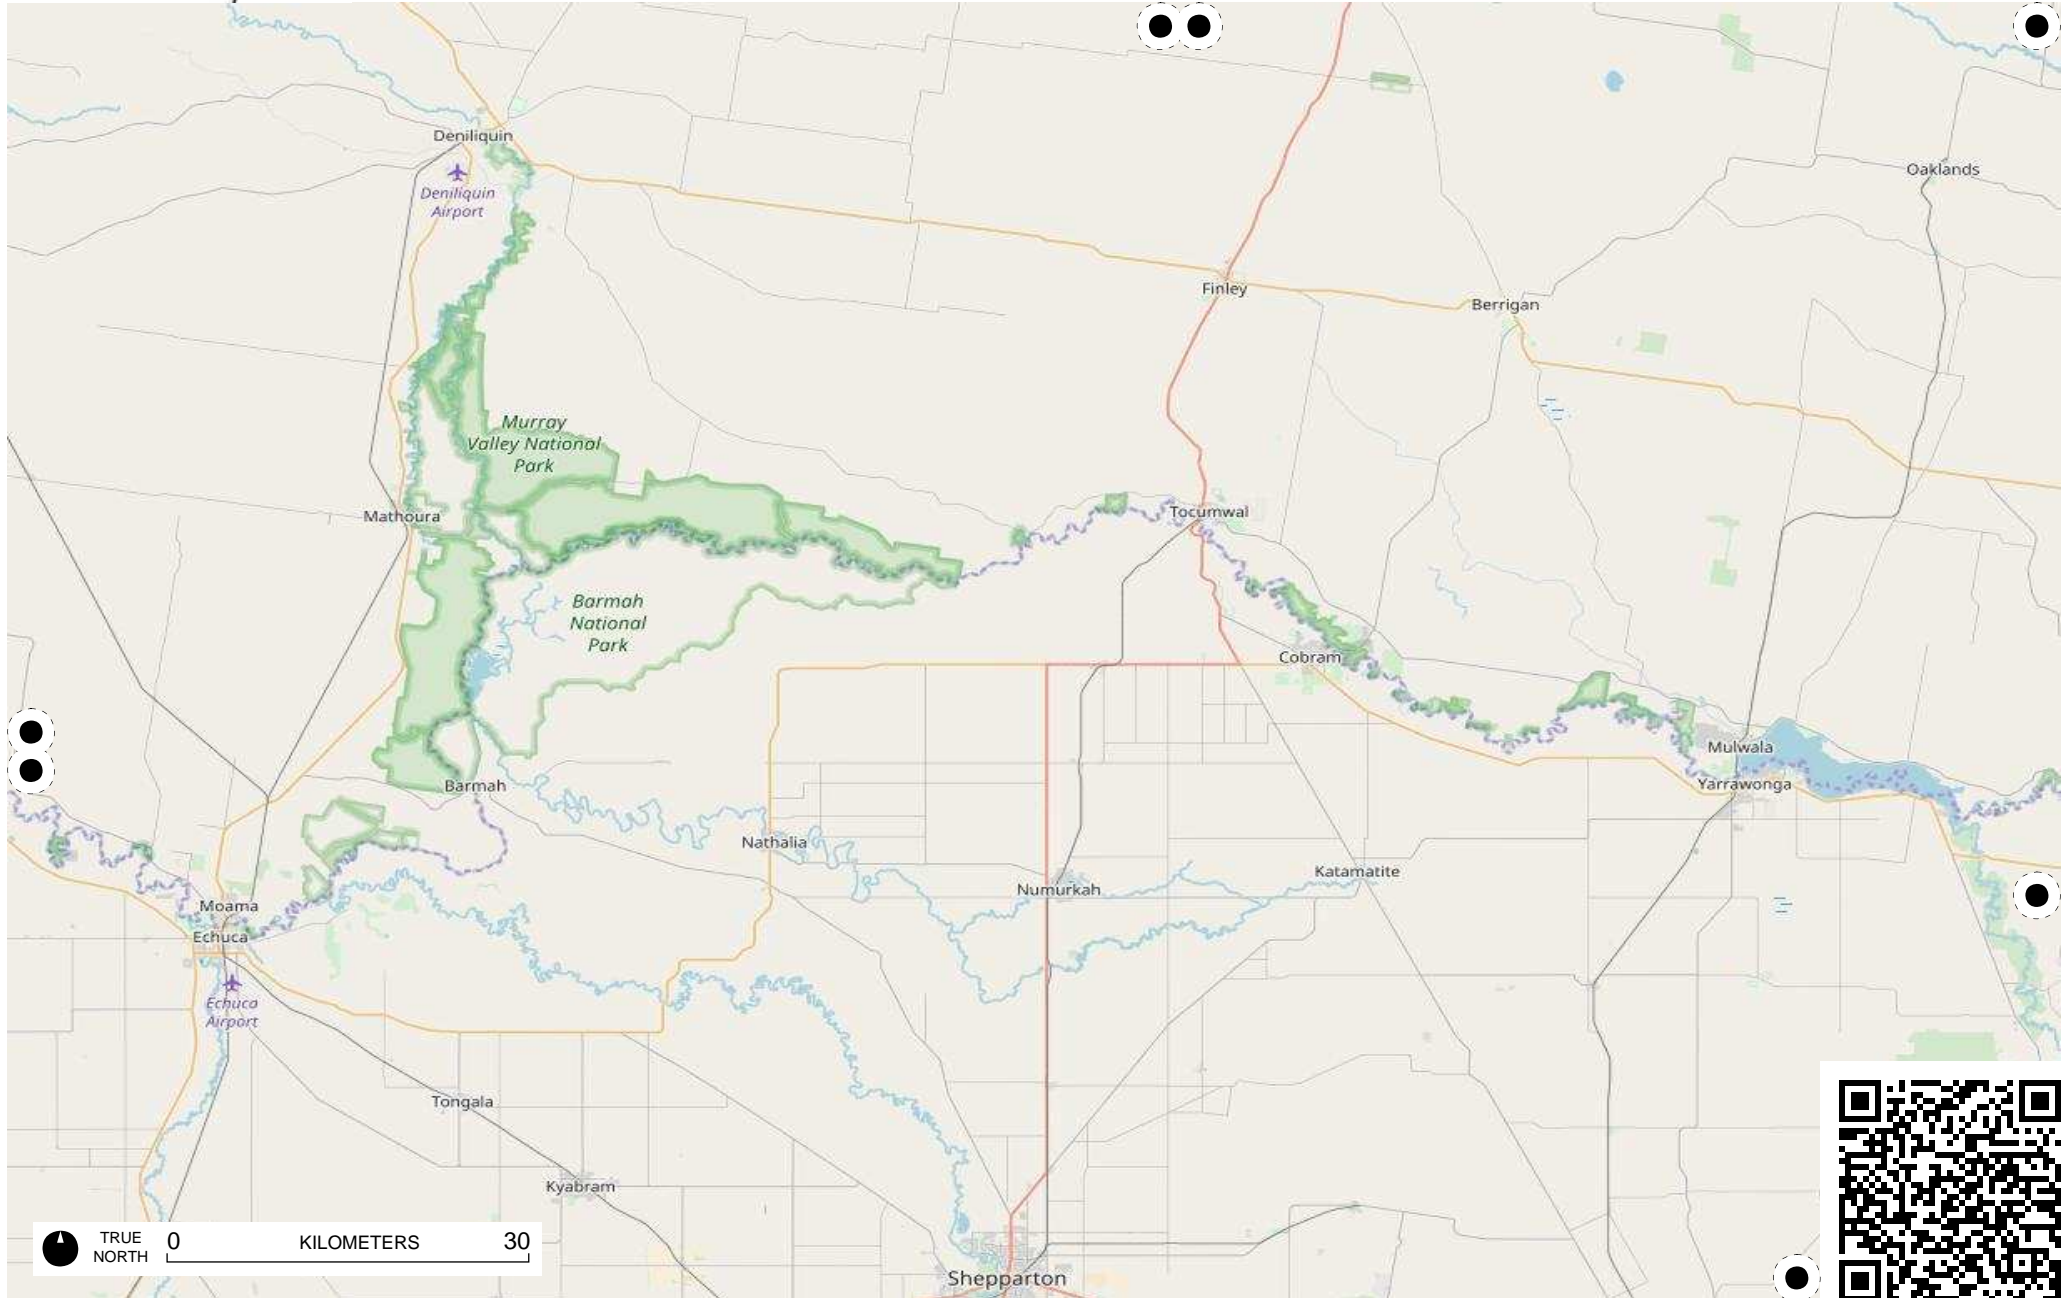 Deniliquin
Deniliquin
Airport
Oaklands
Finley
Berrigan
Murray
Valley National
Park
Mathoura
Tocumwal
Barmah
National
Park
Cobram
Mulwala
Barmah
Yarrawonga
Nathalia
Katamatite
Numurkah
Moama
Echuca
Echuca
Airport
Tongala
Kyabram
TRUE
NORTH
0 KILOMETERS 30
Shepparton